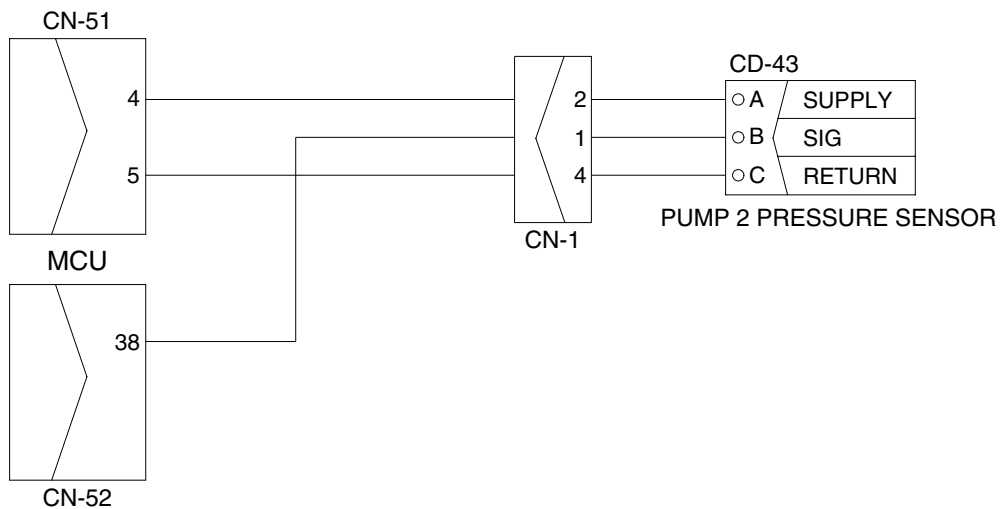 CN-51
4
5
MCU
38
CN-52
2
1
4
CN-1
CD-43
A SUPPLY
B SIG
C RETURN
PUMP 2 PRESSURE SENSOR